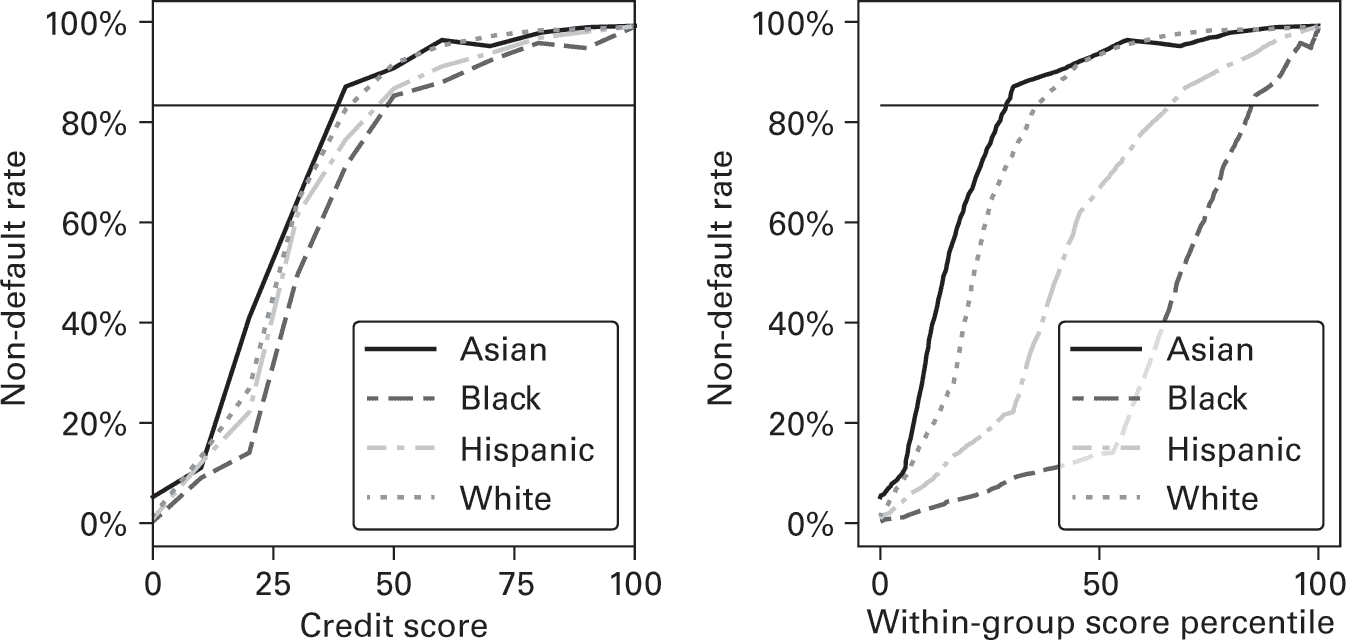 Non-default rate
100%
80%
60%
40%
20%
0%
Asian
Black
Hispanic
White
0 25 50 75 100
Credit score
Non-default rate
100%
80%
60%
40%
20%
0%
Asian
Black
Hispanic
White
0 50 100
Within-group score percentile